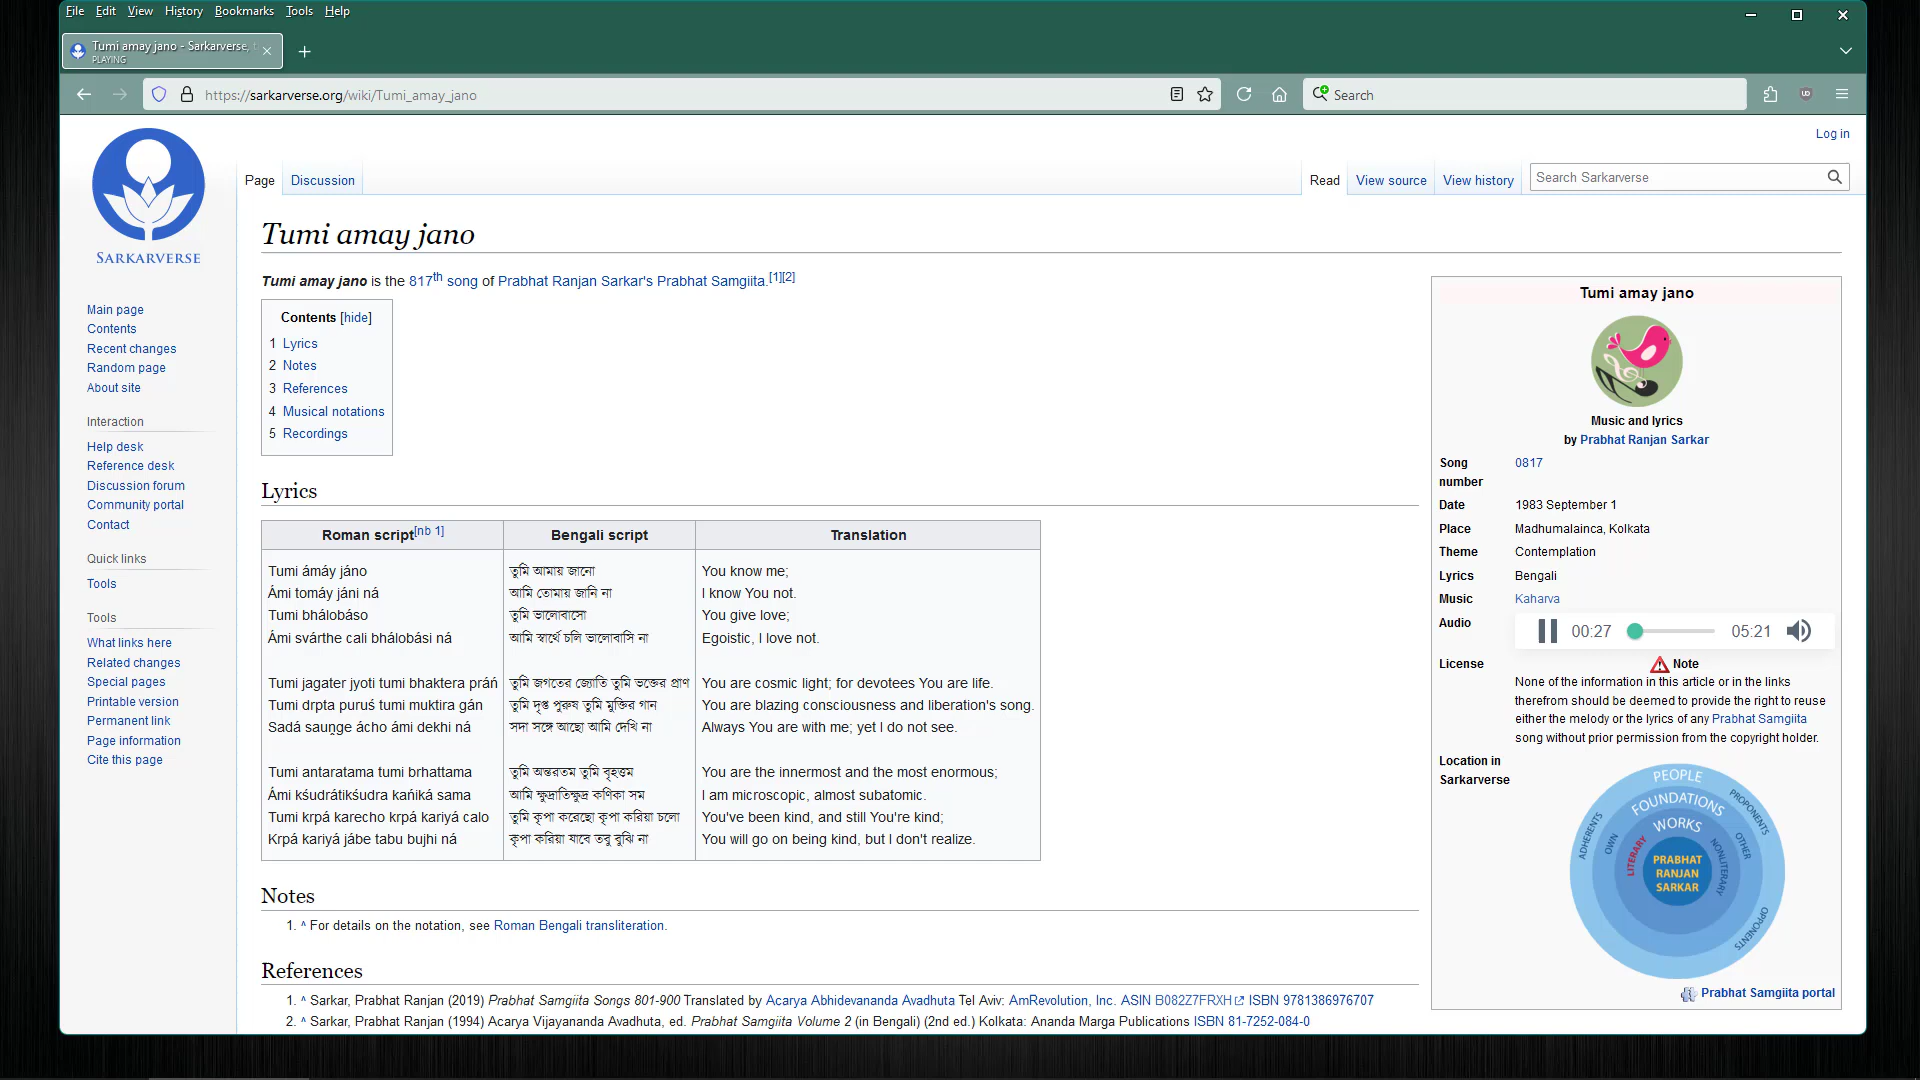 File Edit View History Bookmarks Tools Help
Tumi amay jano - Sarkarverse,
PLAYING
https://sarkarverse.org/wiki/Tumi_amay_jano
Search
Log in
SARKARVERSE
Page Discussion
Read View source View history
Search Sarkarverse
Main page
Contents
Recent changes
Random page
About site
Interaction
Help desk
Reference desk
Discussion forum
Community portal
Contact
Quick links
Tools
Tools
What links here
Related changes
Special pages
Printable version
Permanent link
Page information
Cite this page
Tumi amay jano
Tumi amay jano is the 817th song of Prabhat Ranjan Sarkar's Prabhat Samgiita.[1][2]
Contents [hide]
1 Lyrics
2 Notes
3 References
4 Musical notations
5 Recordings
Lyrics
Roman script[nb 1] Bengali script Translation
Tumi ámáy jáno
Ámi tomáy jáni ná
Tumi bhálobáso
Ámi svárthe cali bhálobási ná
Tumi jagater jyoti tumi bhaktera práń
Tumi drpta puruś tumi muktira gán
Sadá sauṋge ácho ámi dekhi ná
Tumi antaratama tumi brhattama
Ámi kśudrátikśudra kańiká sama
Tumi krpá karecho krpá kariyá calo
Krpá kariyá jábe tabu bujhi ná
তুমি আমায় জানো
আমি তোমায় জানি না
তুমি ভালোবাসো
আমি স্বার্থে চলি ভালোবাসি না
তুমি জগতের জ্যোতি তুমি ভক্তের প্রাণ
তুমি দৃপ্ত পুরুষ তুমি মুক্তির গান
সদা সঙ্গে আছো আমি দেখি না
তুমি অন্তরতম তুমি বৃহত্তম
আমি ক্ষুদ্রাতিক্ষুদ্র কণিকা সম
তুমি কৃপা করেছো কৃপা করিয়া চলো
কৃপা করিয়া যাবে তবু বুঝি না
You know me;
I know You not.
You give love;
Egoistic, I love not.
You are cosmic light; for devotees You are life.
You are blazing consciousness and liberation's song.
Always You are with me; yet I do not see.
You are the innermost and the most enormous;
I am microscopic, almost subatomic.
You've been kind, and still You're kind;
You will go on being kind, but I don't realize.
Notes
1. ^ For details on the notation, see Roman Bengali transliteration.
References
1. ^ Sarkar, Prabhat Ranjan (2019) Prabhat Samgiita Songs 801-900 Translated by Acarya Abhidevananda Avadhuta Tel Aviv: AmRevolution, Inc. ASIN B082Z7FRXH ISBN 9781386976707
2. ^ Sarkar, Prabhat Ranjan (1994) Acarya Vijayananda Avadhuta, ed. Prabhat Samgiita Volume 2 (in Bengali) (2nd ed.) Kolkata: Ananda Marga Publications ISBN 81-7252-084-0
Tumi amay jano
Music and lyrics
by Prabhat Ranjan Sarkar
Song number 0817
Date 1983 September 1
Place Madhumalainca, Kolkata
Theme Contemplation
Lyrics Bengali
Music Kaharva
Audio 00:27 05:21
License Note
None of the information in this article or in the links
therefrom should be deemed to provide the right to reuse
either the melody or the lyrics of any Prabhat Samgiita
song without prior permission from the copyright holder.
Location in
Sarkarverse
PEOPLE
ADHERENTS
PROPONENTS
OPPONENTS
FOUNDATIONS
OWN
OTHER
WORKS
LITERARY
NONLITERARY
PRABHAT
RANJAN
SARKAR
Prabhat Samgiita portal